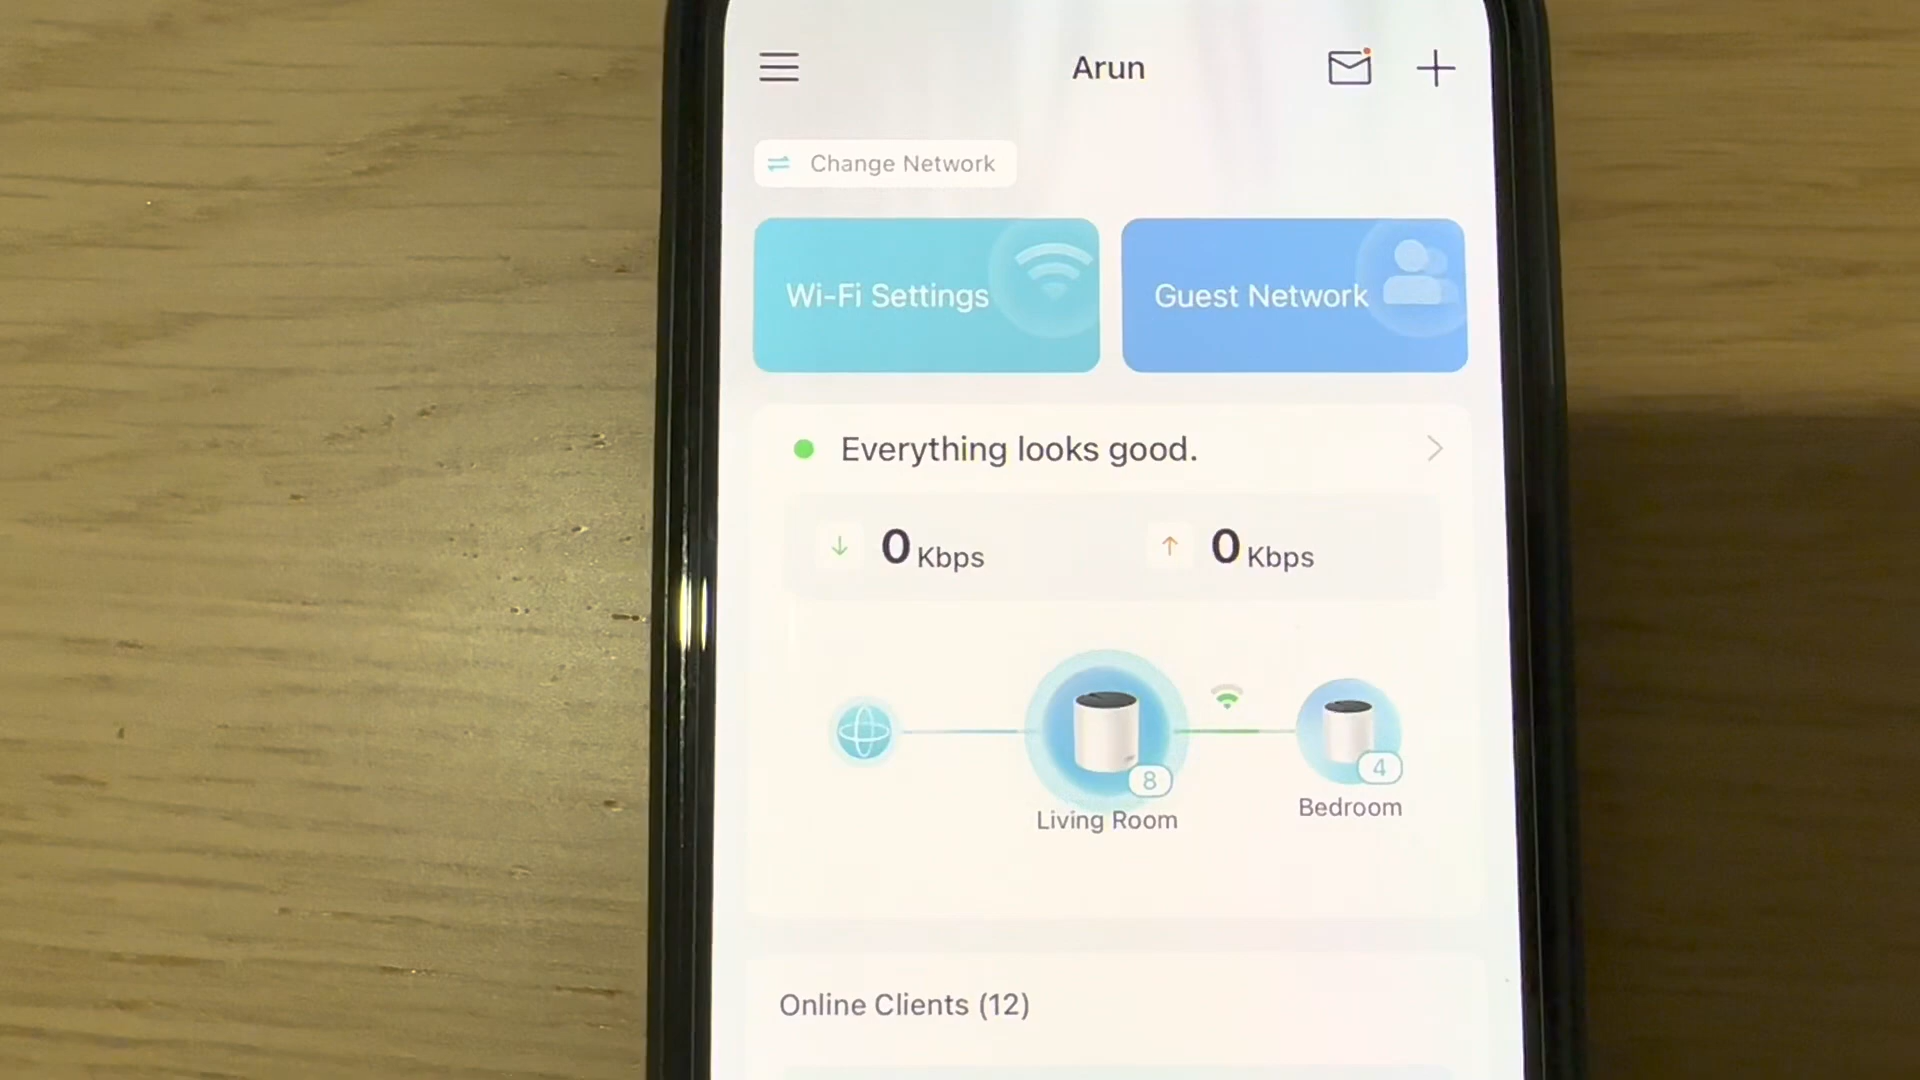 Arun
Change Network
Wi-Fi Settings
Guest Network
Everything looks good.
0 Kbps
0 Kbps
8
4
Living Room
Bedroom
Online Clients (12)